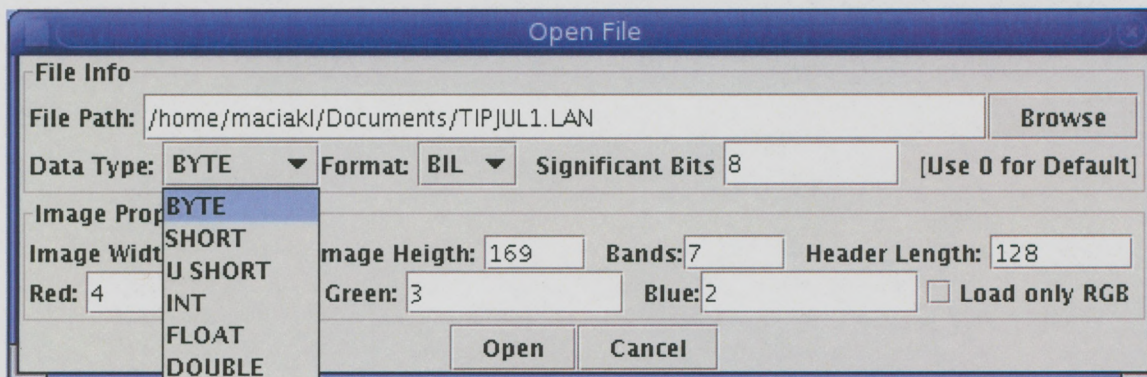 Open File
File Info
File Path: /home/maciakl/Documents/TIPJUL1.LAN Browse
Data Type: BYTE Format: BIL Significant Bits 8 [Use 0 for Default]
BYTE
Image Prop
SHORT
Image Widt mage Heigth: 169 Bands: 7 Header Length: 128
U SHORT
Red: 4 Green: 3 Blue: 2 Load only RGB
INT
FLOAT
Open Cancel
DOUBLE